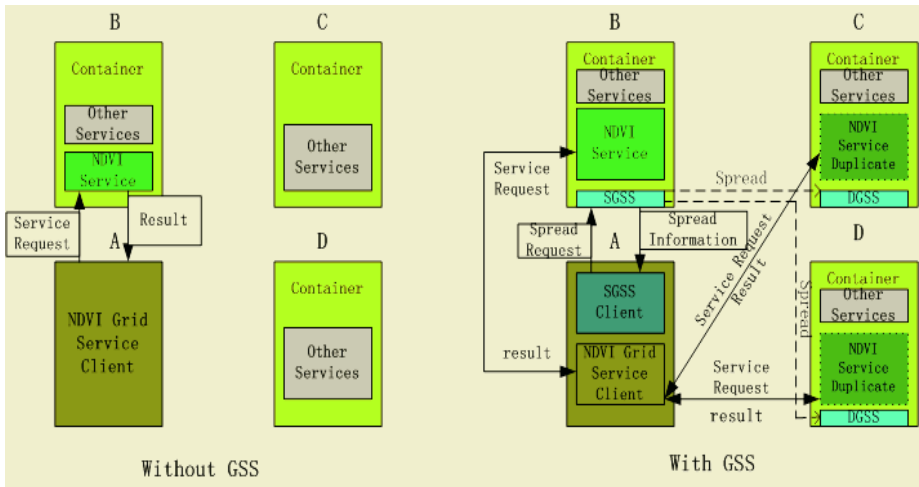 B
Container
Other
Services
NDVI
Service
Service
Request
Result
A
NDVI Grid
Service
Client
C
Container
Other
Services
D
Container
Other
Services
Without GSS
B
Container
Other
Services
NDVI
Service
SGSS
Service
Request
Spread
Request
A
Spread
Information
SGSS
Client
NDVI Grid
Service
Client
result
Spread
Spread
Service Request
Result
Service
Request
result
C
Container
Other
Services
NDVI
Service
Duplicate
DGSS
D
Container
Other
Services
NDVI
Service
Duplicate
DGSS
With GSS